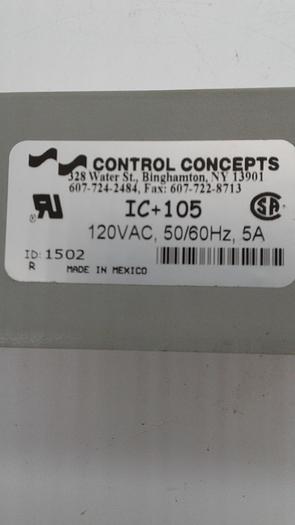 CONTROL CONCEPTS
328 Water St., Binghamton, NY 13901
607-724-2484, Fax: 607-722-8713
IC+105
120VAC, 50/60Hz, 5A
ID: 1502
R MADE IN MEXICO